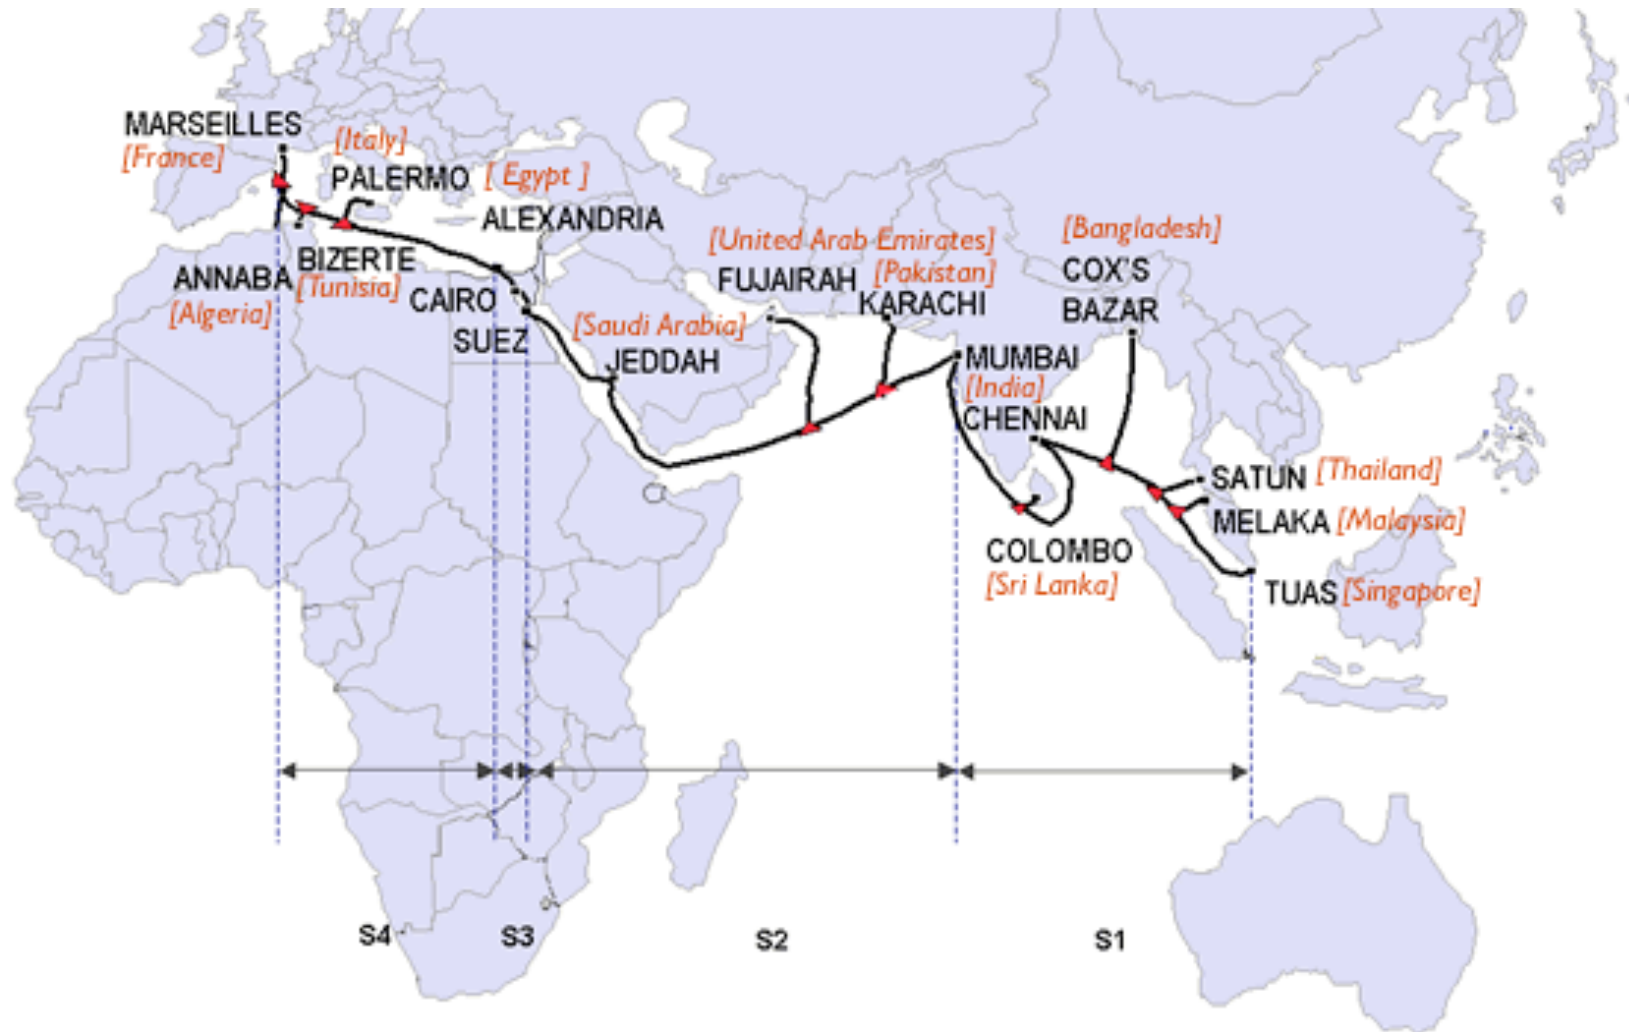 MARSEILLES
[France]
[Italy]
PALERMO
[ Egypt ]
ALEXANDRIA
ANNABA
[Algeria]
BIZERTE
[Tunisia]
CAIRO
SUEZ
[Saudi Arabia]
JEDDAH
[United Arab Emirates]
FUJAIRAH
[Pakistan]
KARACHI
MUMBAI
[India]
CHENNAI
[Bangladesh]
COX'S
BAZAR
COLOMBO
[Sri Lanka]
SATUN [Thailand]
MELAKA [Malaysia]
TUAS [Singapore]
S4
S3
S2
S1